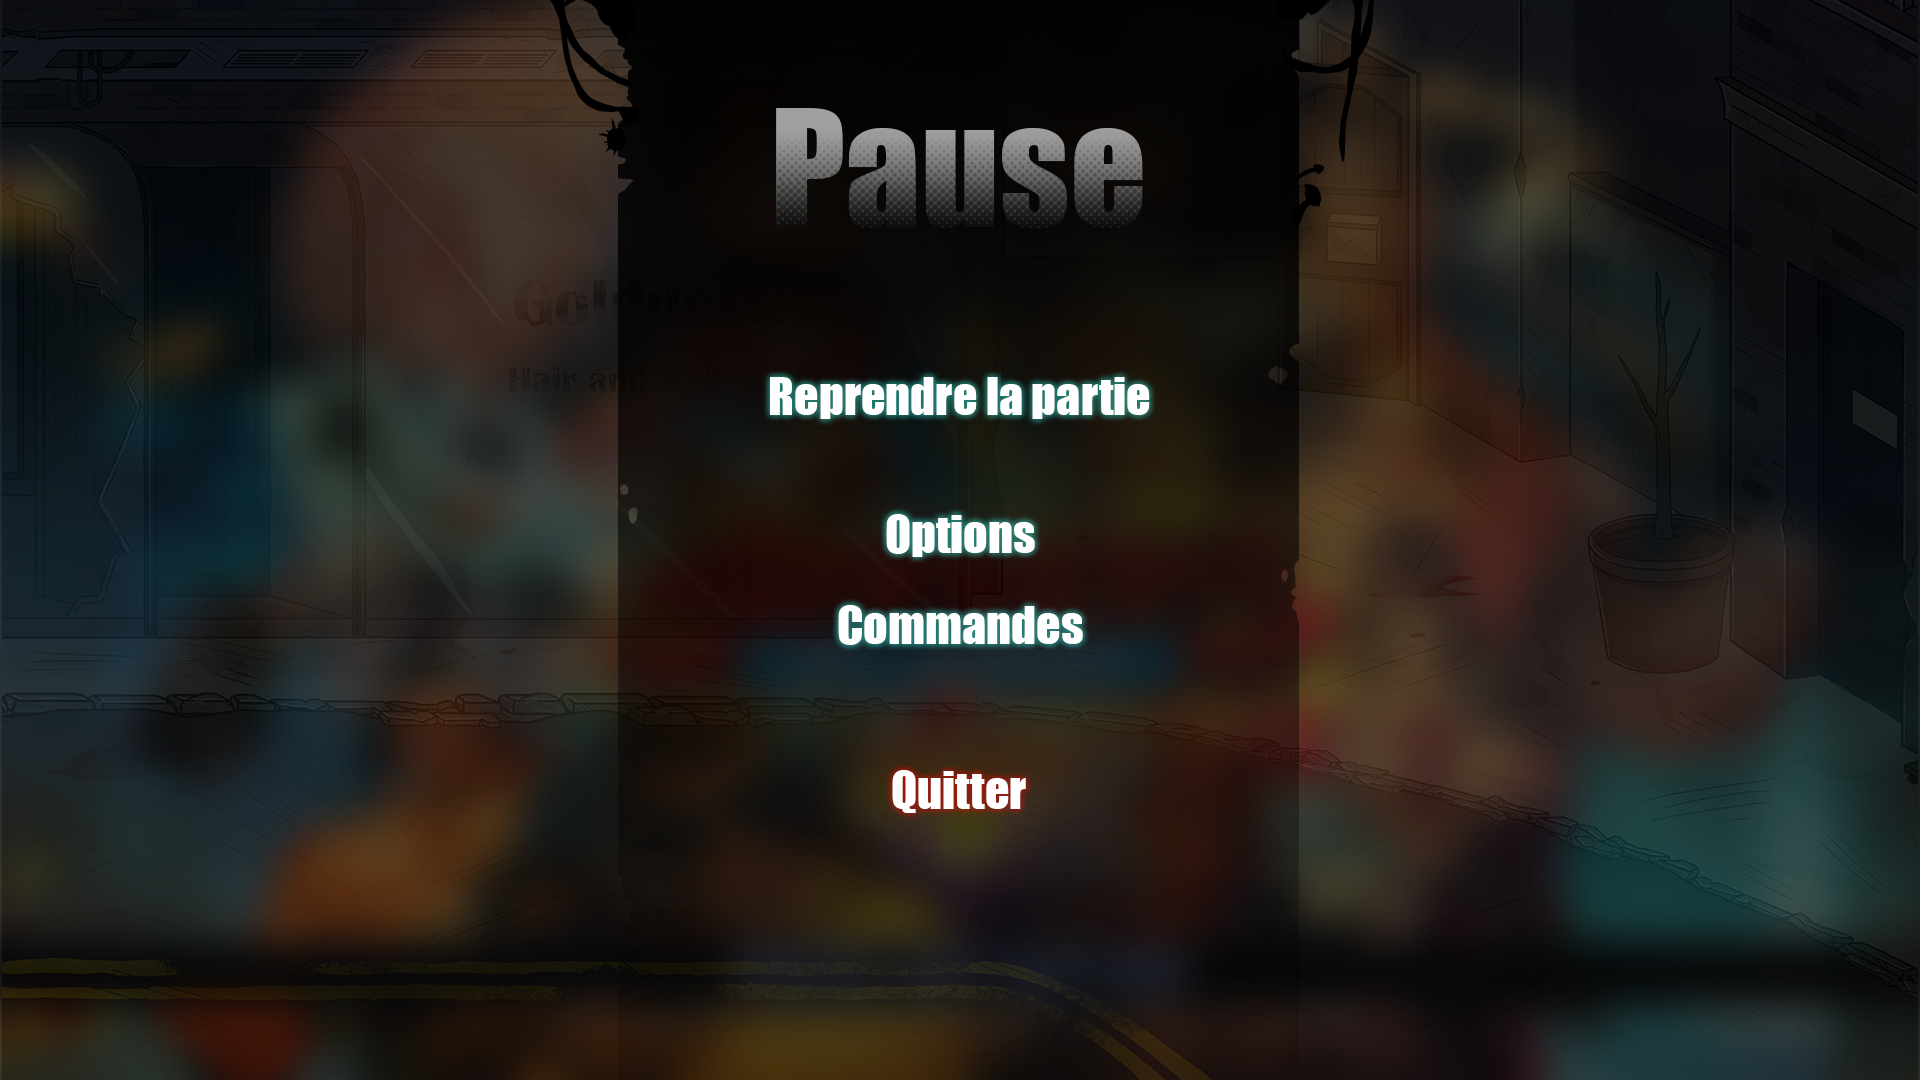 Pause
Reprendre la partie
Options
Commandes
Quitter